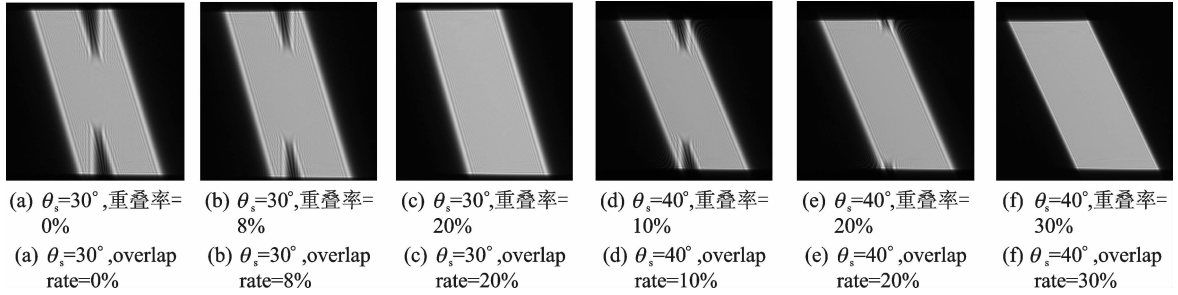 (a) θs=30°,重叠率=
0%
(b) θs=30°,重叠率=
8%
(c) θs=30°,重叠率=
20%
(d) θs=40°,重叠率=
10%
(e) θs=40°,重叠率=
20%
(f) θs=40°,重叠率=
30%
(a) θs=30°,overlap
rate=0%
(b) θs=30°,overlap
rate=8%
(c) θs=30°,overlap
rate=20%
(d) θs=40°,overlap
rate=10%
(e) θs=40°,overlap
rate=20%
(f) θs=40°,overlap
rate=30%